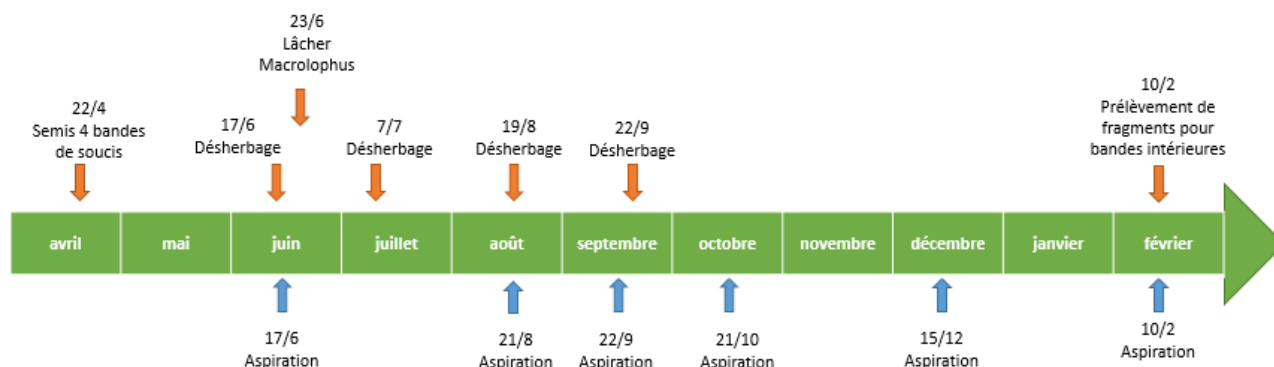 23/6
Lâcher
Macrolophus
22/4
Semis 4 bandes
de soucis
17/6
Désherbage
7/7
Désherbage
19/8
Désherbage
22/9
Désherbage
10/2
Prélèvement de
fragments pour
bandes intérieures
avril
mai
juin
juillet
août
septembre
octobre
novembre
décembre
janvier
février
17/6
Aspiration
21/8
Aspiration
22/9
Aspiration
21/10
Aspiration
15/12
Aspiration
10/2
Aspiration